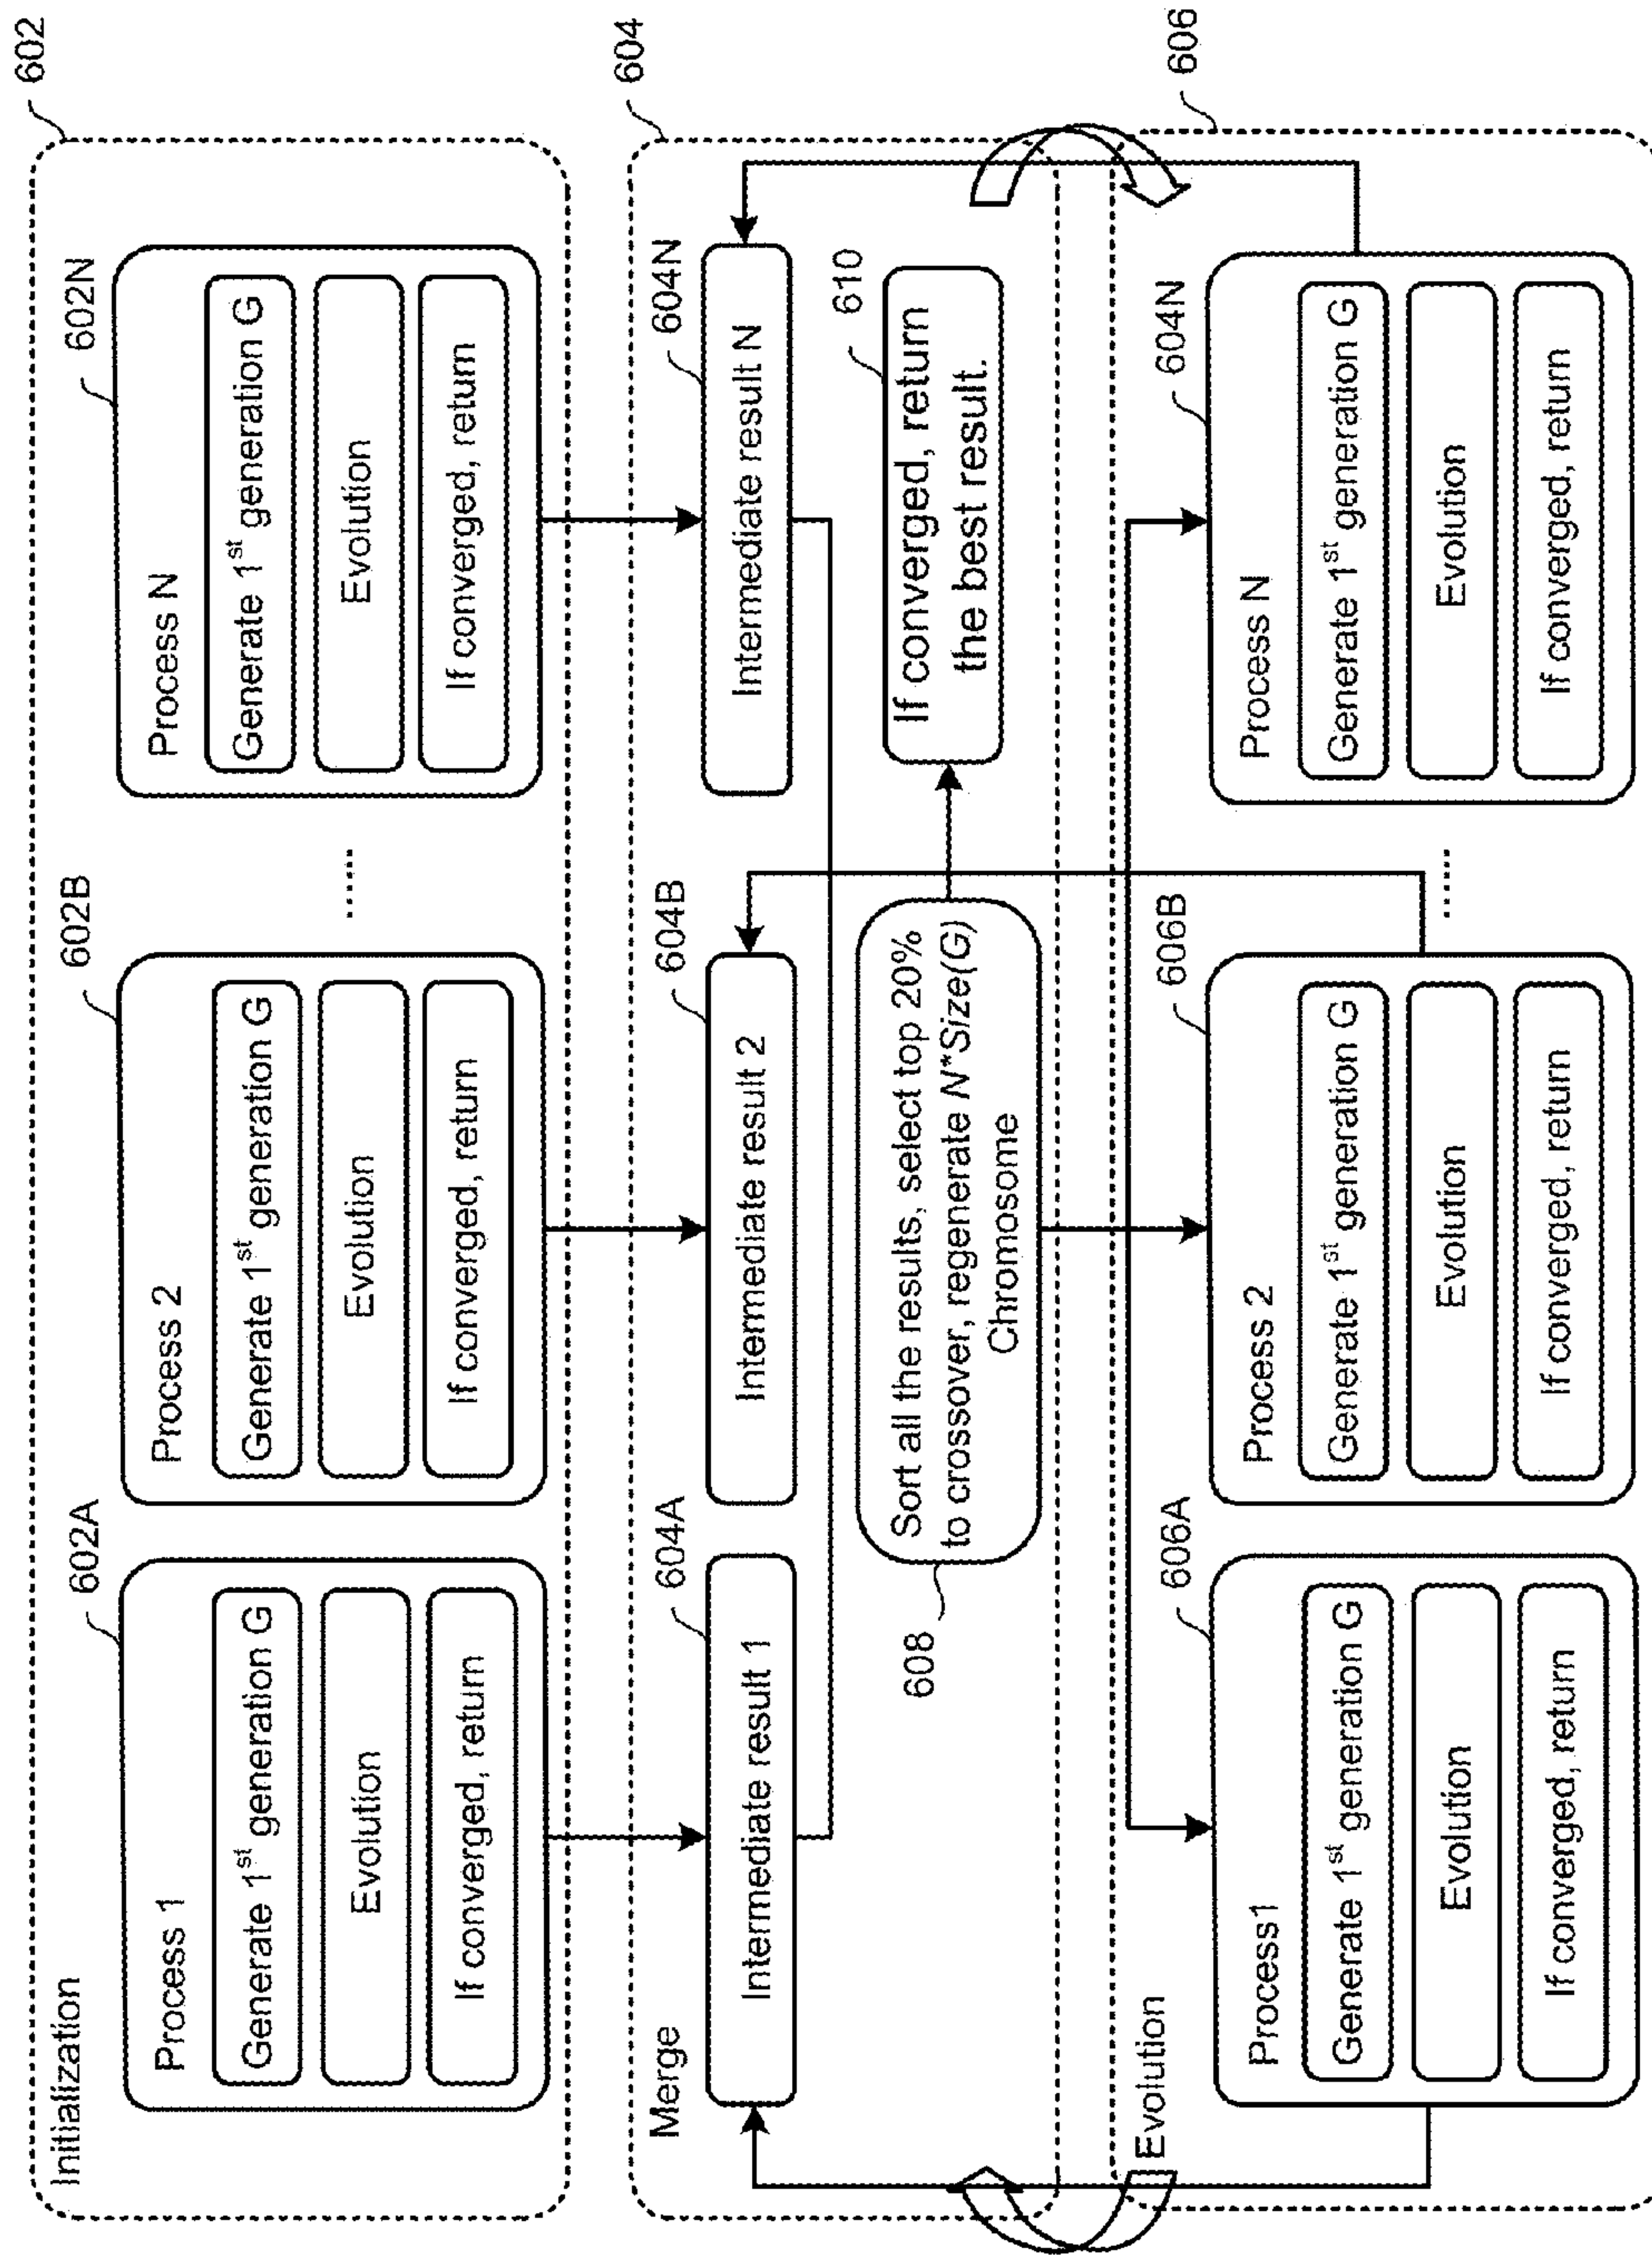 602
Initialization
602A
Process 1
Generate 1st generation G
Evolution
If converged, return
602B
Process 2
Generate 1st generation G
Evolution
If converged, return
......
602N
Process N
Generate 1st generation G
Evolution
If converged, return
604
Merge
604A
Intermediate result 1
604B
Intermediate result 2
604N
Intermediate result N
608
Sort all the results, select top 20%
to crossover, regenerate N*Size(G)
Chromosone
610
If converged, return
the best result.
606
Evolution
606A
Process1
Generate 1st generation G
Evolution
If converged, return
606B
Process 2
Generate 1st generation G
Evolution
If converged, return
......
604N
Process N
Generate 1st generation G
Evolution
If converged, return